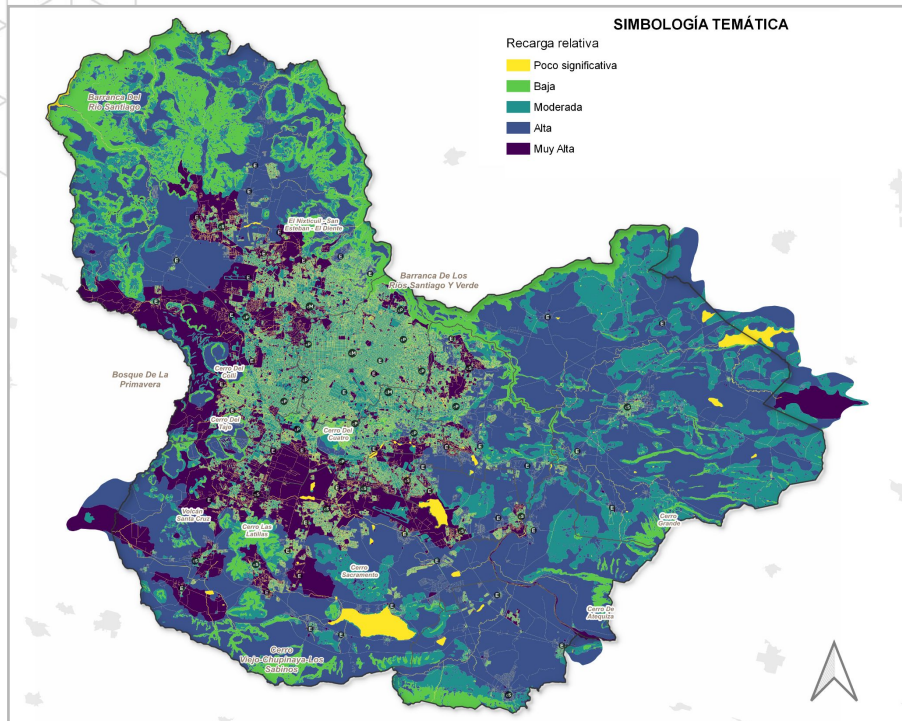 SIMBOLOGÍA TEMÁTICA
Recarga relativa
Poco significativa
Baja
Moderada
Alta
Muy Alta
Barranca Del
Río Santiago
El Nixticuil - San
Esteban - El Diente
Barranca De Los
Ríos Santiago Y Verde
Bosque De La
Primavera
Cerro Del
Colli
Cerro Del
Tajo
Cerro Del
Cuatro
Volcán
Santa Cruz
Cerro Las
Latillas
Cerro
Sacramento
Cerro
Grande
Cerro De
Atequiza
Cerro
Viejo-Chupinaya-Los
Sabinos